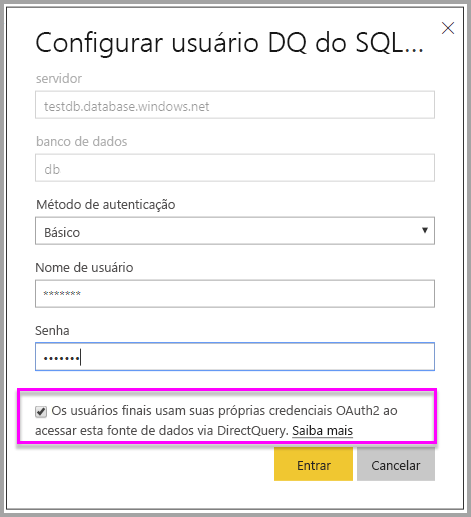 Configurar usuário DQ do SQL...
servidor
testdb.database.windows.net
banco de dados
db
Método de autenticação
Básico
Nome de usuário
*******
Senha
•••••••
Os usuários finais usam suas próprias credenciais OAuth2 ao
acessar esta fonte de dados via DirectQuery. Saiba mais
Entrar Cancelar